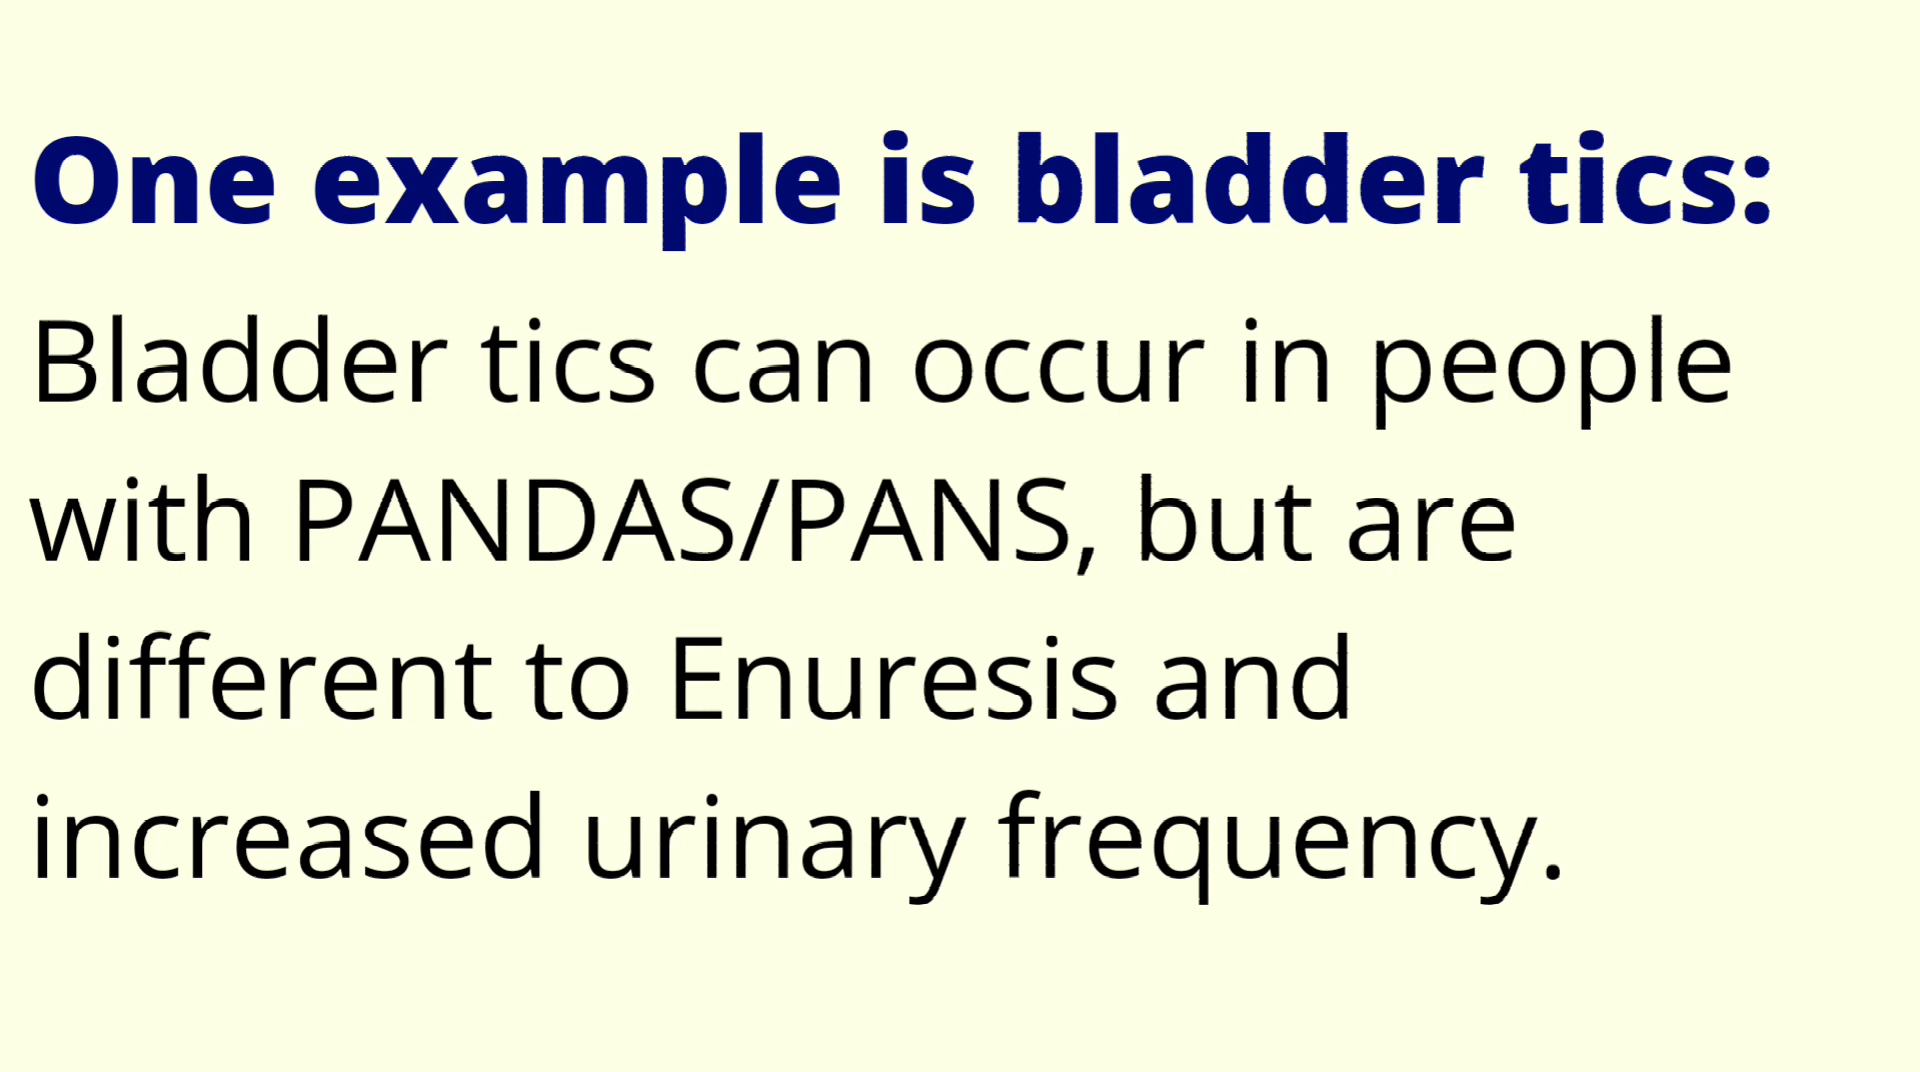 One example is bladder tics:
Bladder tics can occur in people
with PANDAS/PANS, but are
different to Enuresis and
increased urinary frequency.